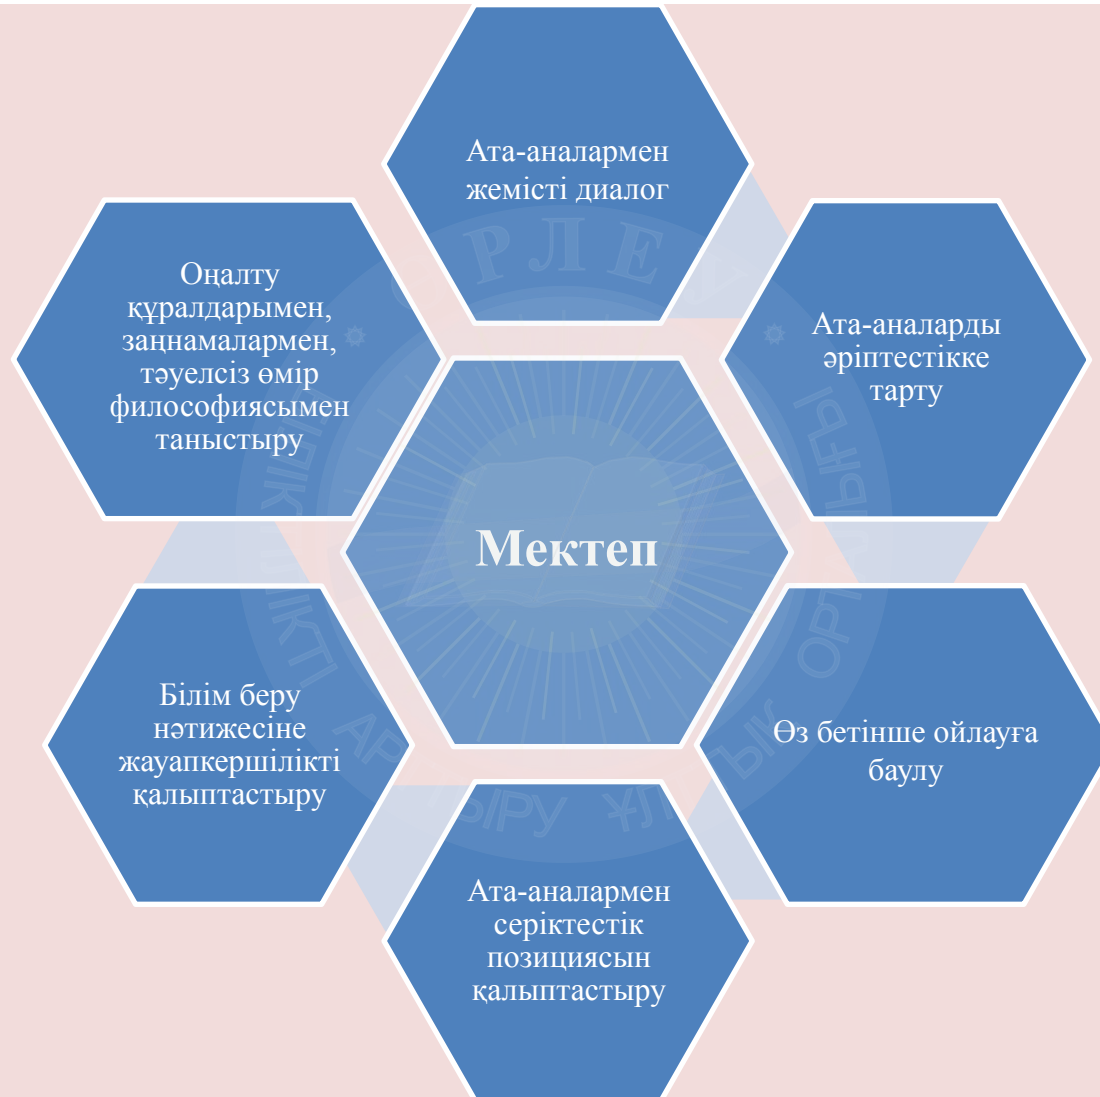 Ата-аналармен
жемісті диалог
Ата-аналарды
әріптестікке
тарту
Өз бетінше ойлауға
баулу
Ата-аналармен
серіктестік
позициясын
қалыптастыру
Білім беру
нәтижесіне
жауапкершілікті
қалыптастыру
Оңалту
құралдарымен,
заңнамалармен,
тәуелсіз өмір
философиясымен
таныстыру
Мектеп